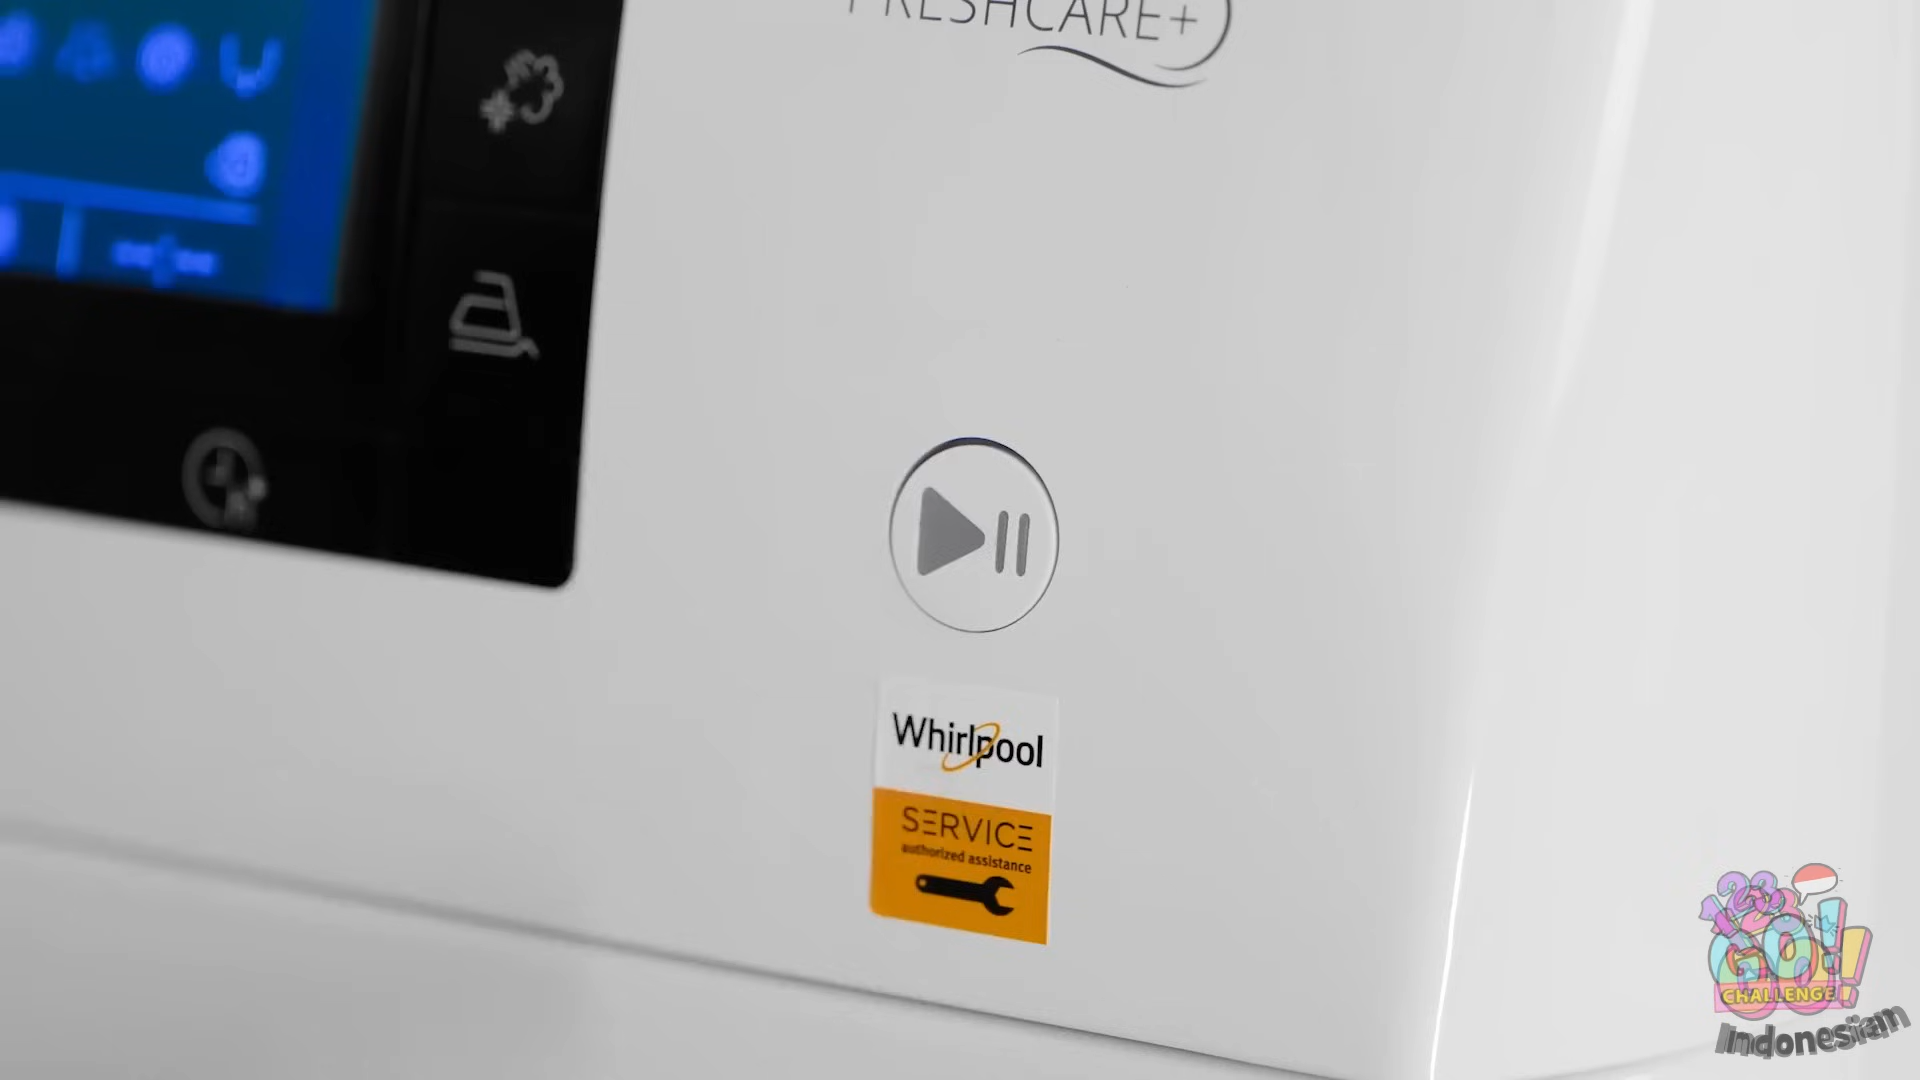 FRESHCARE+
Whirlpool
SERVICE
authorized assistance
123 GO!
CHALLENGE!
Indonesian